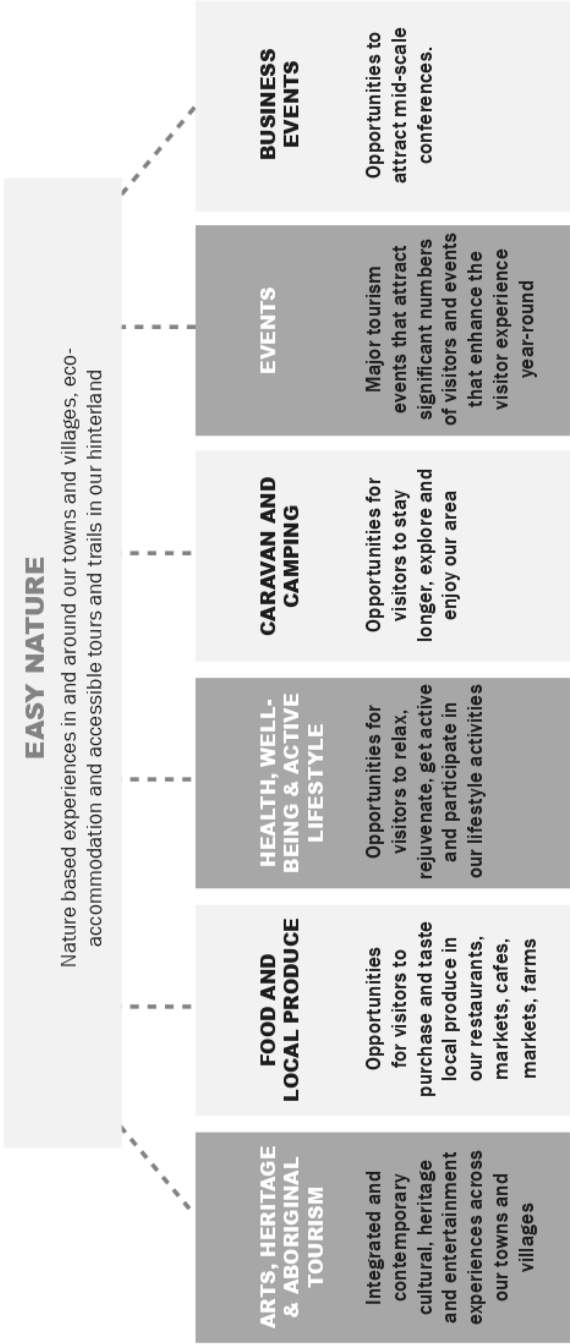 EASY NATURE
Nature based experiences in and around our towns and villages, eco-
accommodation and accessible tours and trails in our hinterland
ARTS, HERITAGE
& ABORIGINAL
TOURISM
Integrated and
contemporary
cultural, heritage
and entertainment
experiences across
our towns and
villages
FOOD AND
LOCAL PRODUCE
Opportunities
for visitors to
purchase and taste
local produce in
our restaurants,
markets, cafes,
markets, farms
HEALTH, WELL-
BEING & ACTIVE
LIFESTYLE
Opportunities for
visitors to relax,
rejuvenate, get active
and participate in
our lifestyle activities
CARAVAN AND
CAMPING
Opportunities for
visitors to stay
longer, explore and
enjoy our area
EVENTS
Major tourism
events that attract
significant numbers
of visitors and events
that enhance the
visitor experience
year-round
BUSINESS
EVENTS
Opportunities to
attract mid-scale
conferences.